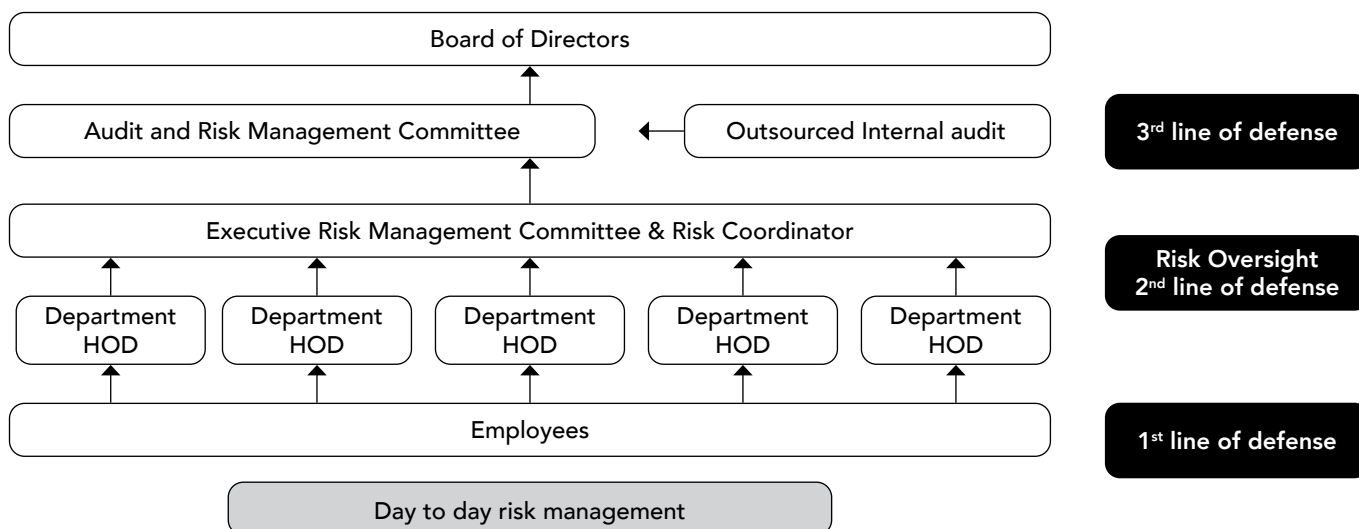 Board of Directors
Audit and Risk Management Committee
Outsourced Internal audit
3rd line of defense
Executive Risk Management Committee & Risk Coordinator
Risk Oversight
2nd line of defense
Department
HOD
Department
HOD
Department
HOD
Department
HOD
Department
HOD
Employees
1st line of defense
Day to day risk management